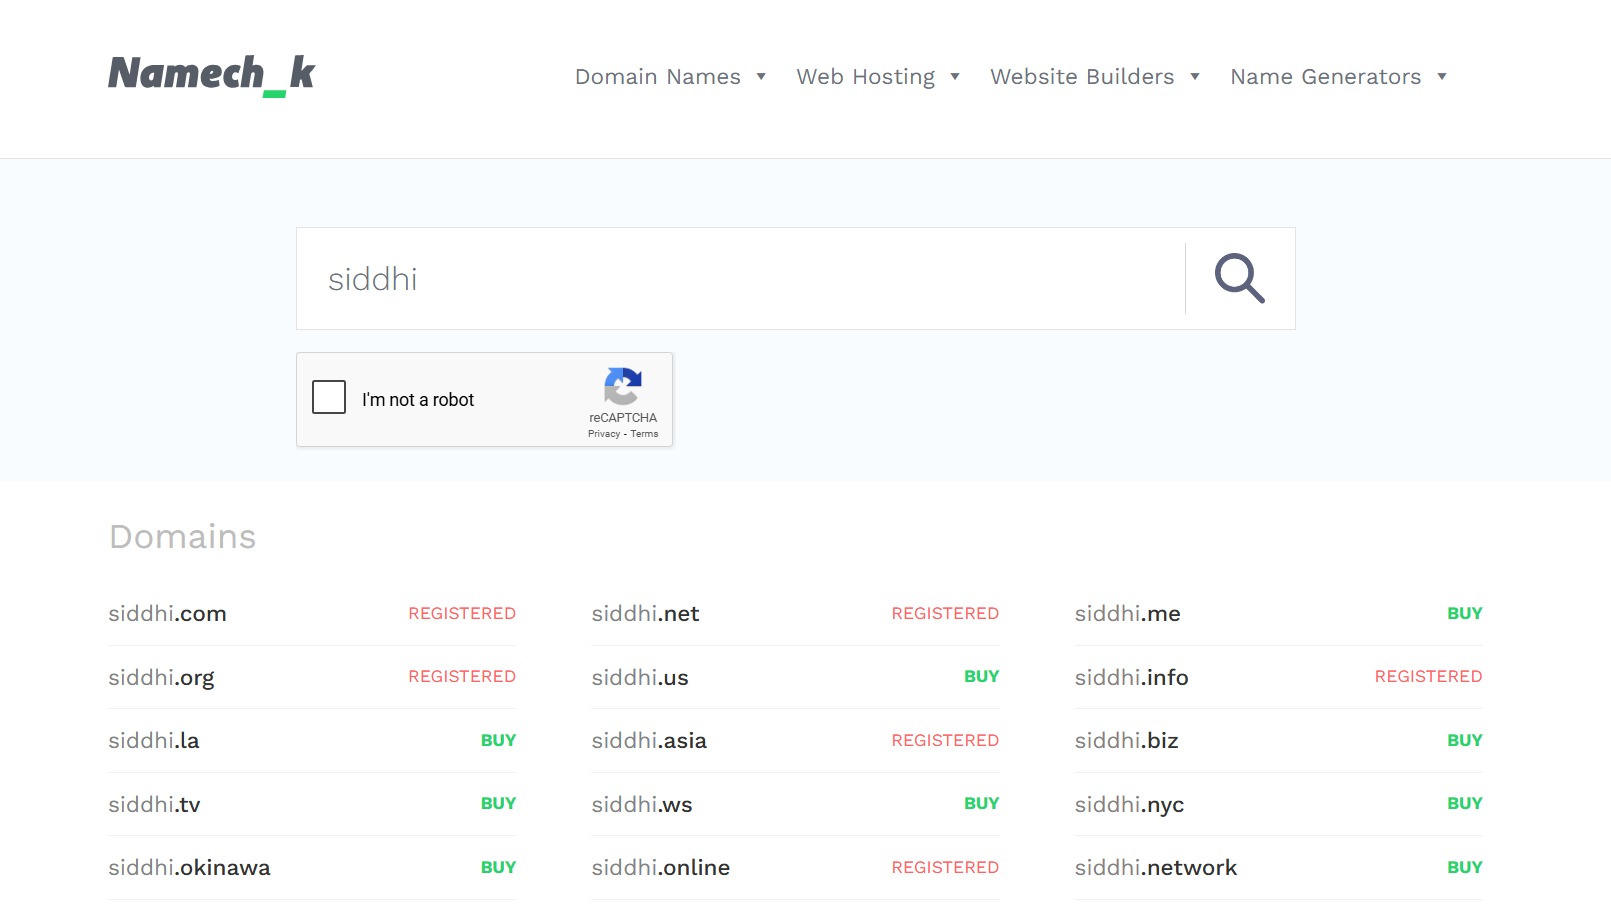 Namech_k
Domain Names ▼ Web Hosting ▼ Website Builders ▼ Name Generators ▼
siddhi
I'm not a robot
reCAPTCHA
Privacy - Terms
Domains
siddhi.com REGISTERED siddhi.net REGISTERED siddhi.me BUY
siddhi.org REGISTERED siddhi.us BUY siddhi.info REGISTERED
siddhi.la BUY siddhi.asia REGISTERED siddhi.biz BUY
siddhi.tv BUY siddhi.ws BUY siddhi.nyc BUY
siddhi.okinawa BUY siddhi.online REGISTERED siddhi.network BUY